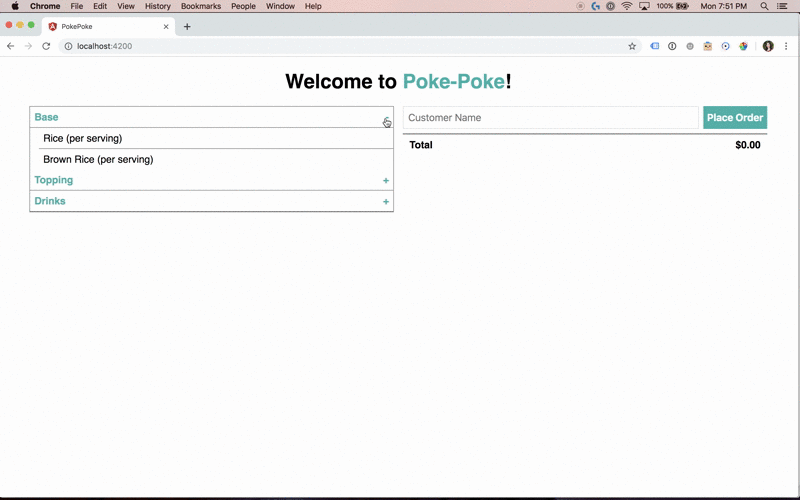 Chrome File Edit View History Bookmarks People Window Help 100% Mon 7:51 PM
PokePoke
localhost:4200
Welcome to Poke-Poke!
Base
Rice (per serving)
Brown Rice (per serving)
Topping +
Drinks +
Customer Name Place Order
Total $0.00